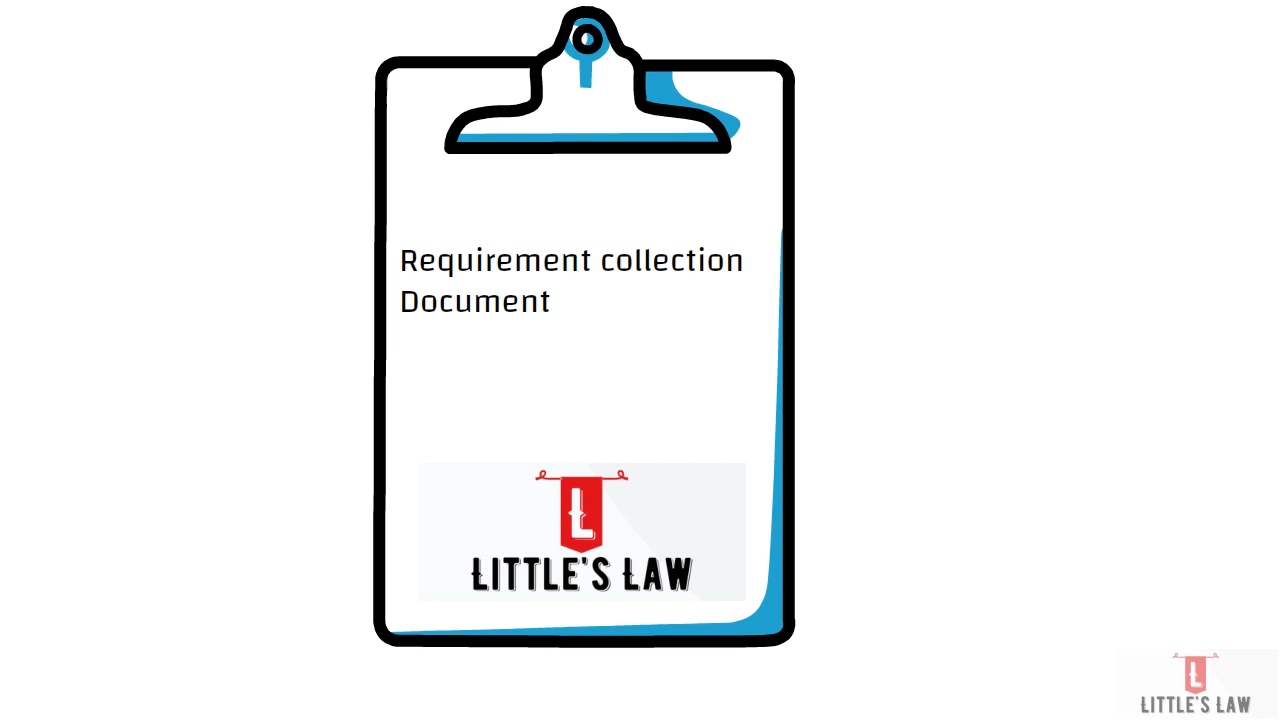 Requirement collection
Document
L
LITTLE'S LAW
L
LITTLE'S LAW